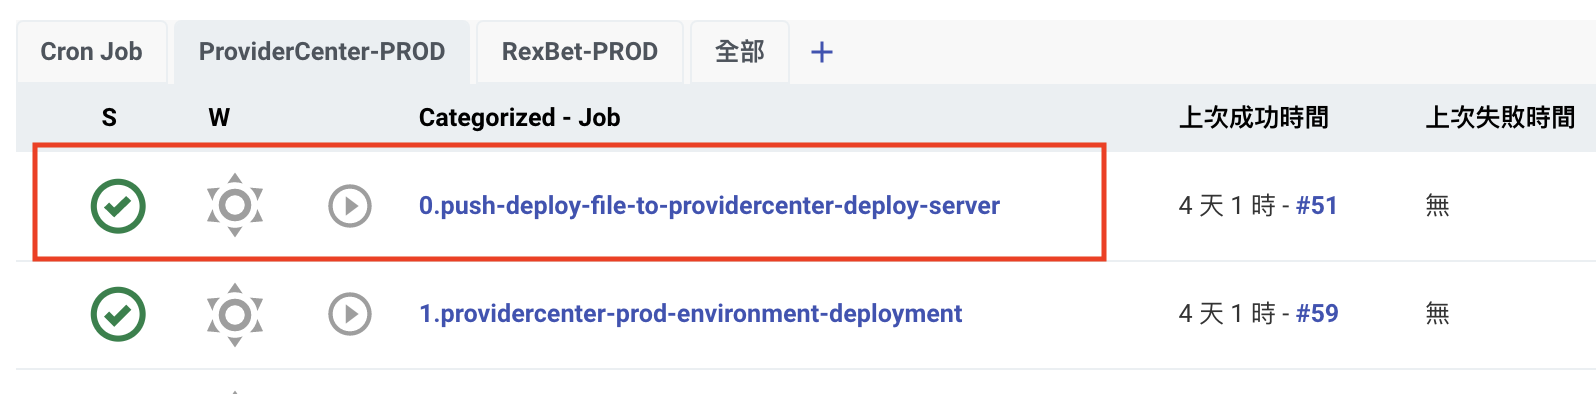 Cron Job ProviderCenter-PROD RexBet-PROD 全部 +
S W Categorized - Job 上次成功時間 上次失敗時間
0.push-deploy-file-to-providercenter-deploy-server 4 天 1 時 - #51 無
1.providercenter-prod-environment-deployment 4 天 1 時 - #59 無